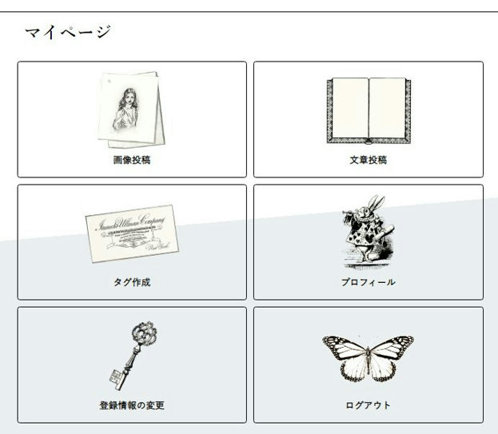 マイページ
画像投稿
文章投稿
タグ作成
プロフィール
登録情報の変更
ログアウト